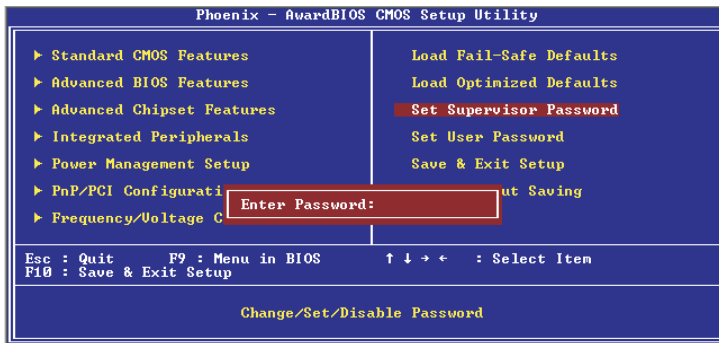 Phoenix - AwardBIOS CMOS Setup Utility
▶ Standard CMOS Features
▶ Advanced BIOS Features
▶ Advanced Chipset Features
▶ Integrated Peripherals
▶ Power Management Setup
▶ PnP/PCI Configurati
▶ Frequency/Voltage C
Load Fail-Safe Defaults
Load Optimized Defaults
Set Supervisor Password
Set User Password
Save & Exit Setup
ut Saving
Enter Password:
Esc : Quit F9 : Menu in BIOS ↑ ↓ → ← : Select Item
F10 : Save & Exit Setup
Change/Set/Disable Password